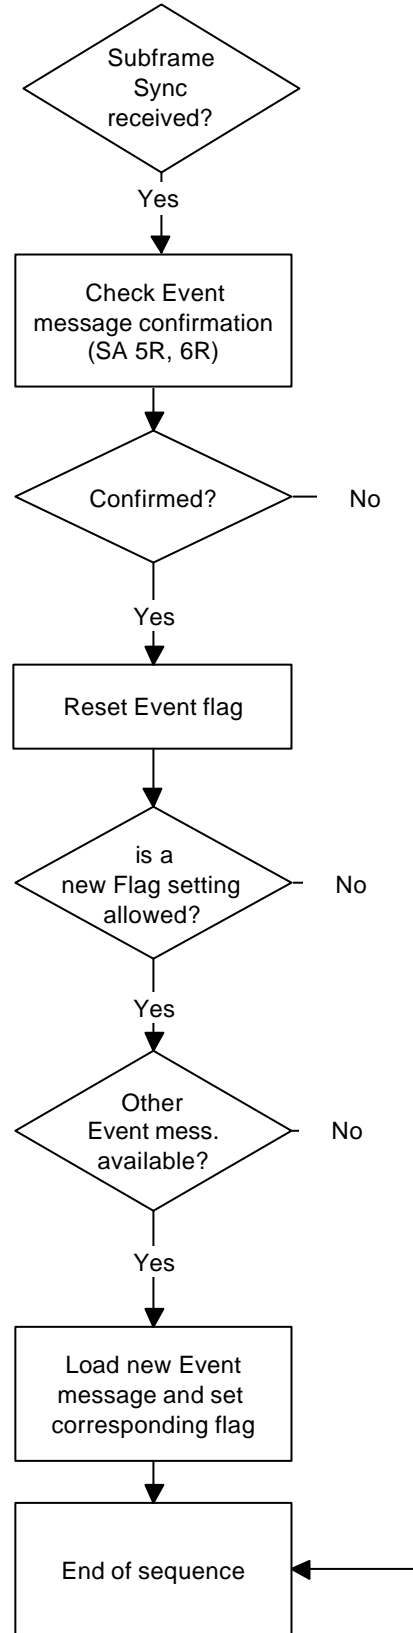 Subframe
Sync
received?
Yes
Check Event
message confirmation
(SA 5R, 6R)
Confirmed?
No
Yes
Reset Event flag
is a
new Flag setting
allowed?
No
Yes
Other
Event mess.
available?
No
Yes
Load new Event
message and set
corresponding flag
End of sequence